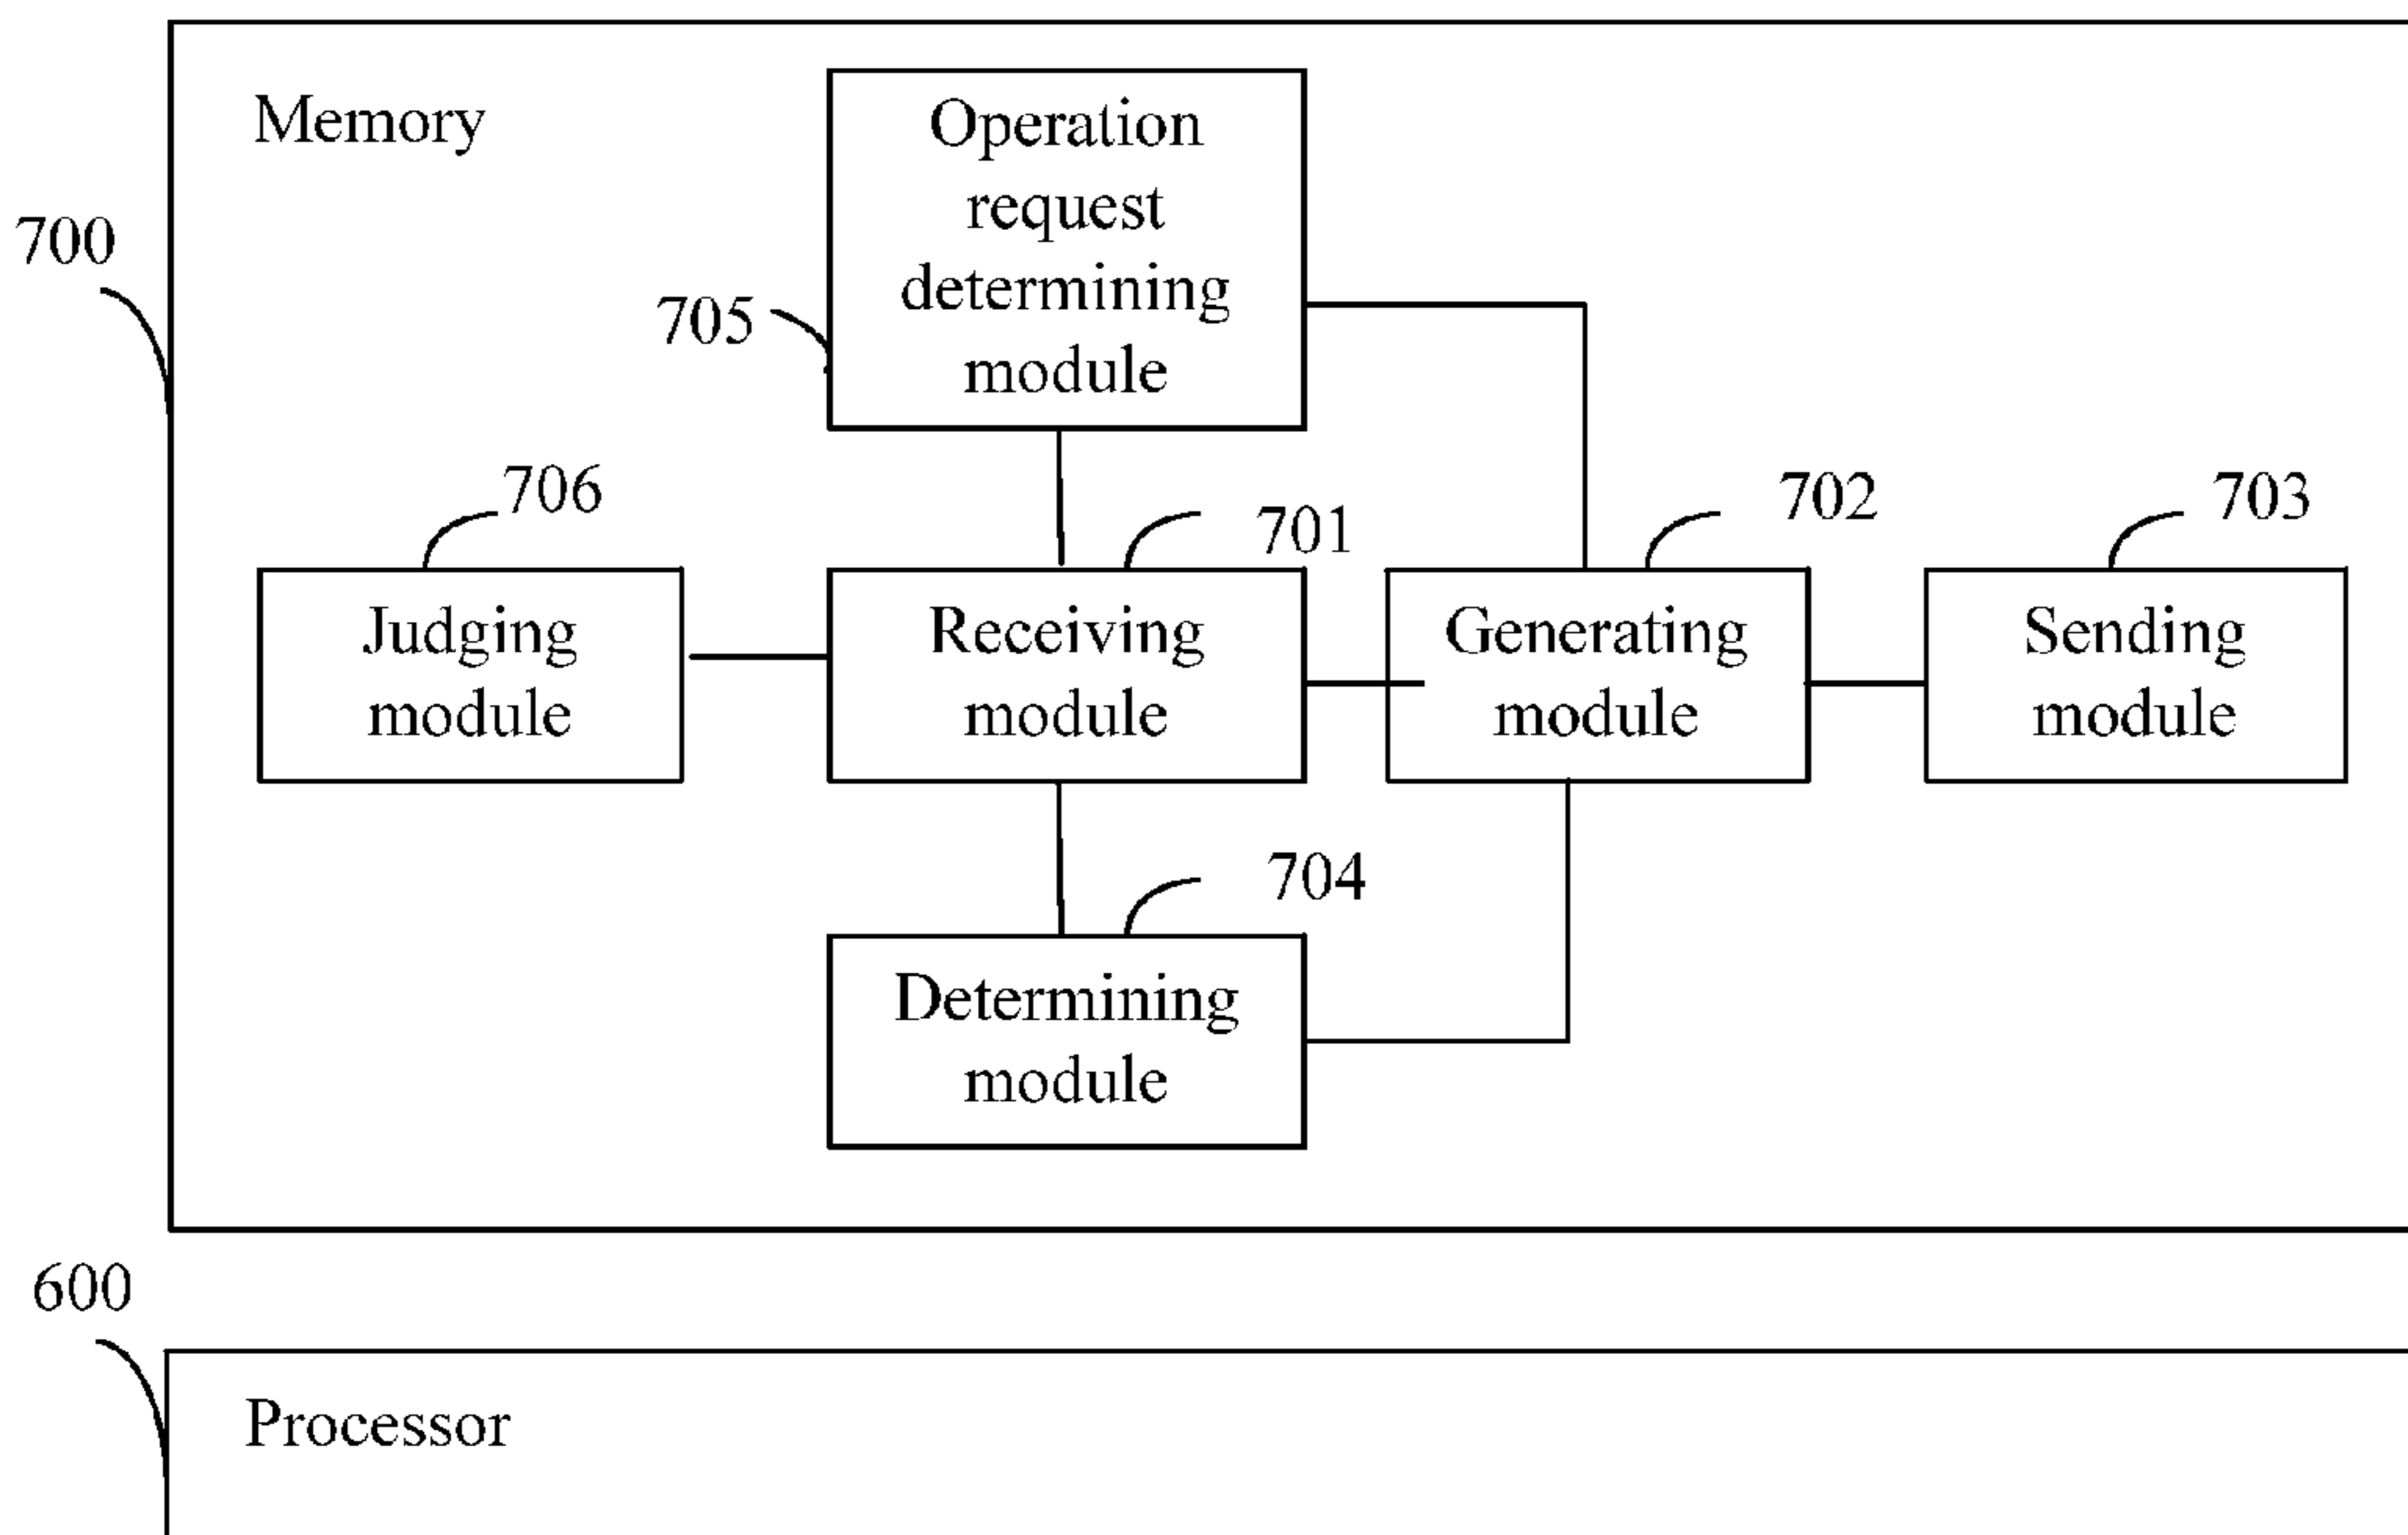 Memory
Operation
request
determining
module
700
705
706
701
702
703
Judging
module
Receiving
module
Generating
module
Sending
module
704
Determining
module
600
Processor